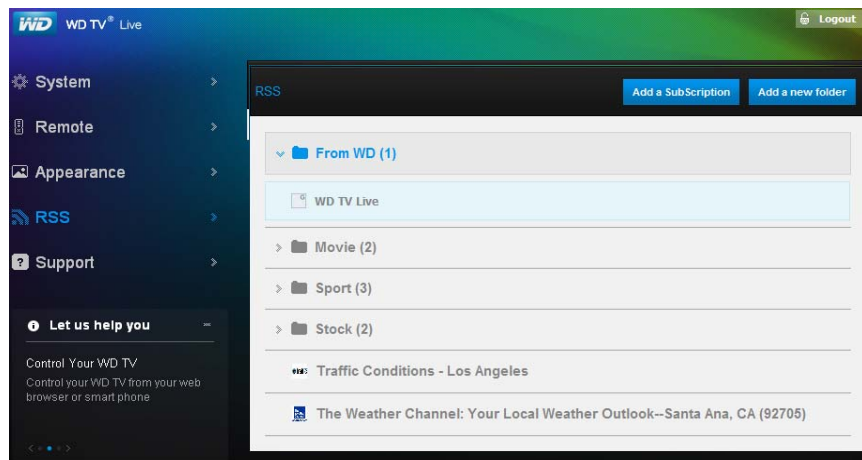 WD WD TV® Live
Logout
System
Remote
Appearance
RSS
Support
Let us help you
Control Your WD TV
Control your WD TV from your web
browser or smart phone
RSS
Add a SubScription
Add a new folder
From WD (1)
WD TV Live
Movie (2)
Sport (3)
Stock (2)
Traffic Conditions - Los Angeles
The Weather Channel: Your Local Weather Outlook--Santa Ana, CA (92705)